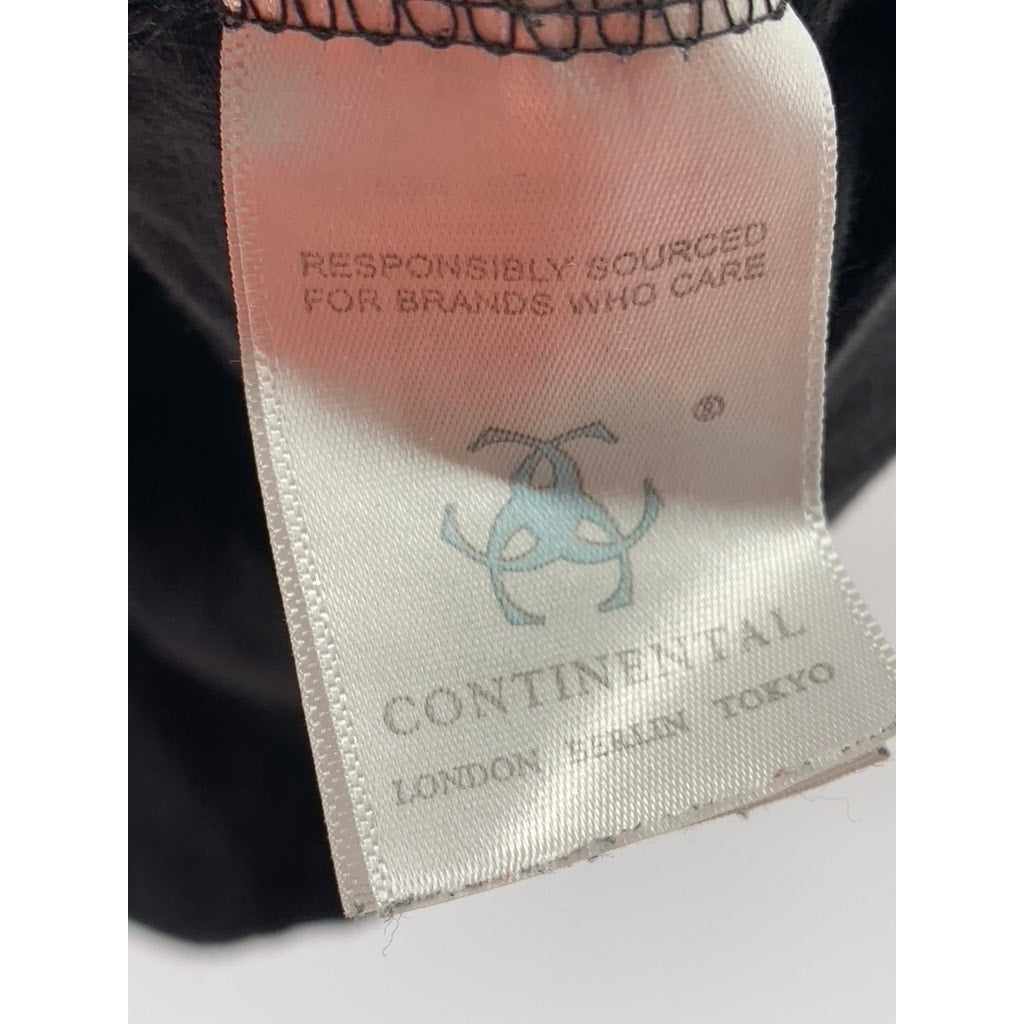 RESPONSIBLY SOURCED
FOR BRANDS WHO CARE
®
CONTINENTAL
LONDON BERLIN TOKYO